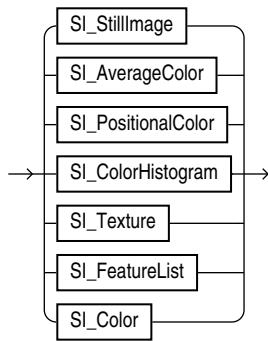 SI_StillImage
SI_AverageColor
SI_PositionalColor
SI_ColorHistogram
SI_Texture
SI_FeatureList
SI_Color